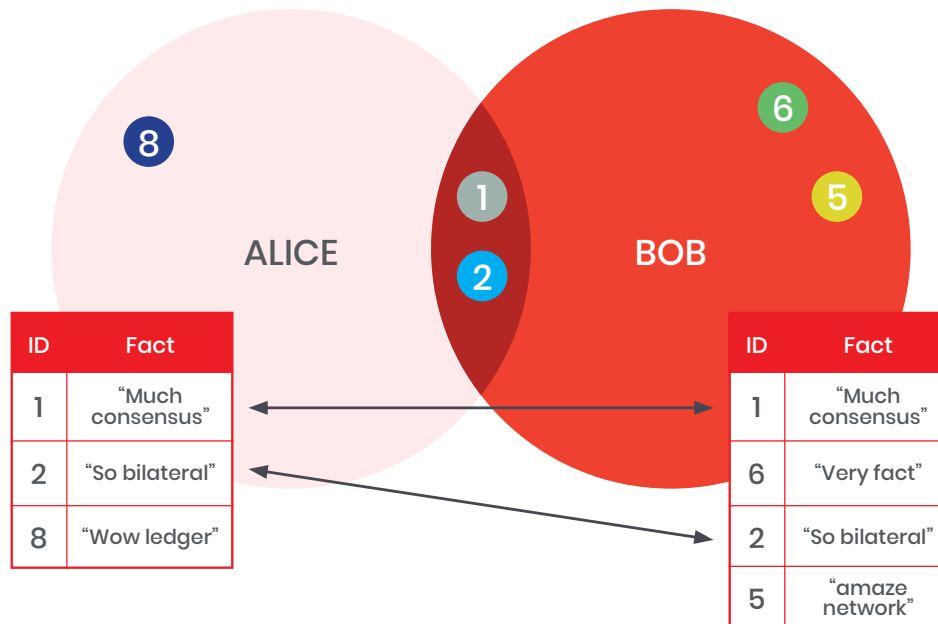 8
6
1
5
ALICE
BOB
2
ID Fact
1 “Much
consensus”
2 “So bilateral”
8 “Wow ledger”
ID Fact
1 “Much
consensus”
6 “Very fact”
2 “So bilateral”
5 “amaze
network”